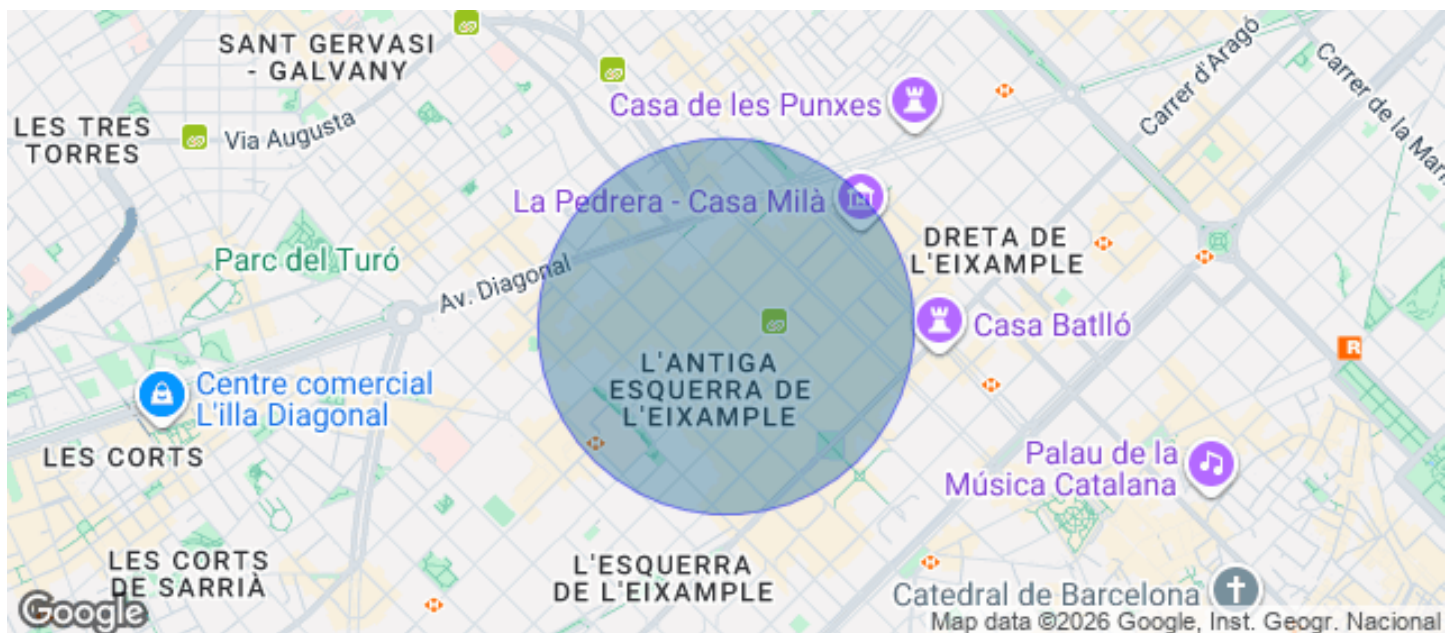 SANT GERVASI
- GALVANY
Casa de les Punxes
Carrer d'Aragó
Carrer de la Mari
LES TRES
TORRES
Via Augusta
La Pedrera - Casa Milà
DRETA DE
L'EIXAMPLE
Parc del Turó
Av. Diagonal
Casa Batlló
R
L'ANTIGA
ESQUERRA DE
L'EIXAMPLE
Centre comercial
L'illa Diagonal
LES CORTS
Palau de la
Música Catalana
LES CORTS
DE SARRIÀ
L'ESQUERRA
DE L'EIXAMPLE
Catedral de Barcelona
Google
Map data ©2026 Google, Inst. Geogr. Nacional